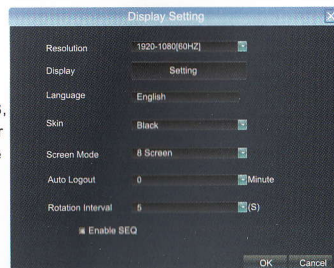 Display Setting
Resolution 1920-1080[60HZ]
Display Setting
Language English
Skin Black
Screen Mode 8 Screen
Auto Logout 0 Minute
Rotation Interval 5 (S)
Enable SEQ
OK Cancel